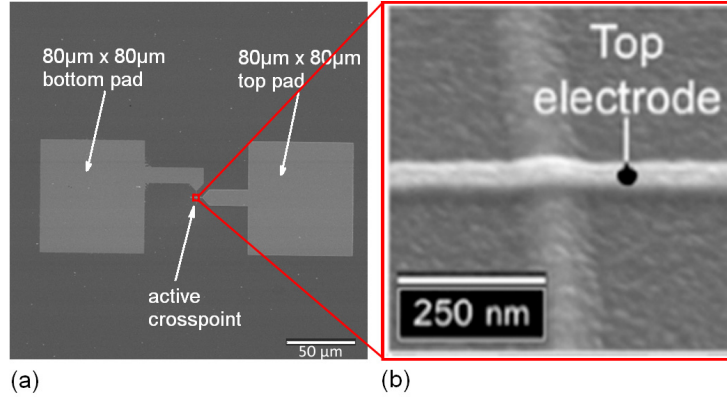 80µm x 80µm
bottom pad
80µm x 80µm
top pad
active
crosspoint
50 µm
(a)
Top
electrode
250 nm
(b)